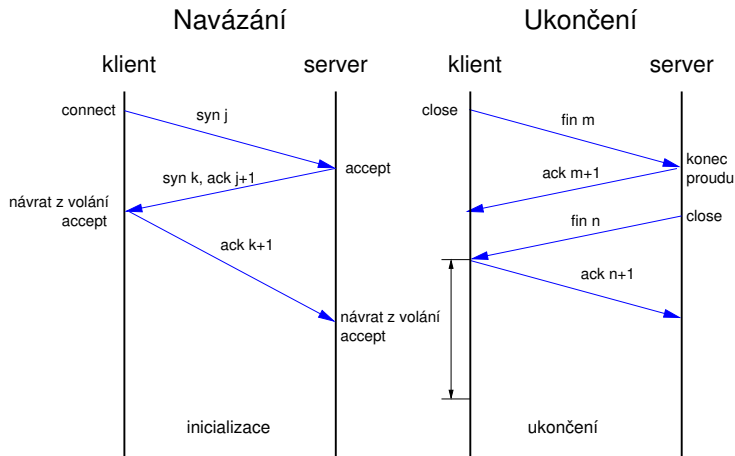 Navázání
klient
server
connect
syn j
accept
syn k, ack j+1
návrat z volání
accept
ack k+1
návrat z volání
accept
inicializace
Ukončení
klient
server
close
fin m
konec
proudu
ack m+1
close
fin n
ack n+1
ukončení